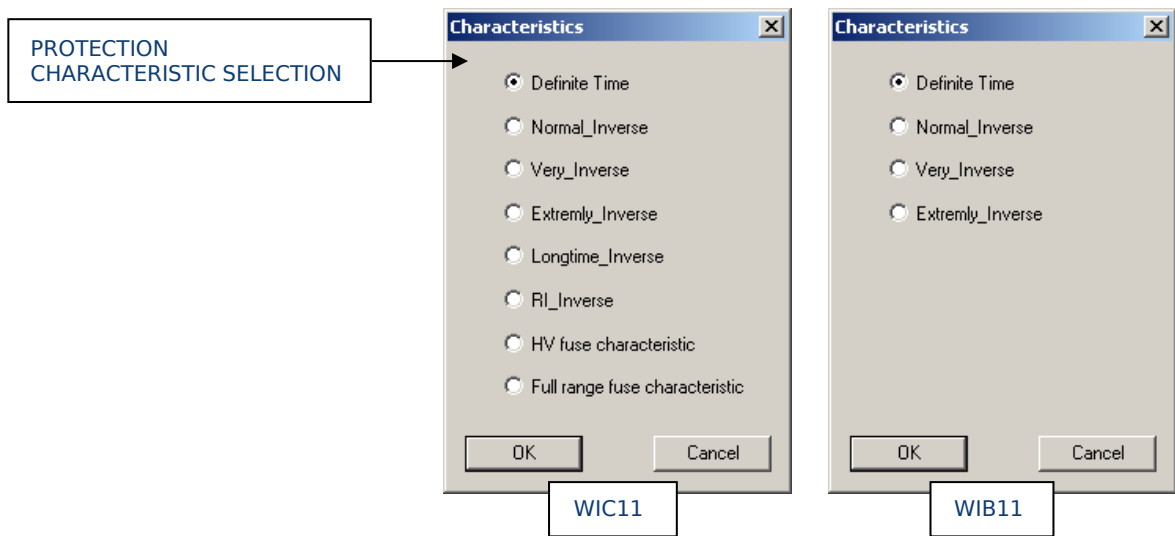 PROTECTION
CHARACTERISTIC SELECTION
Characteristics
Definite Time
Normal_Inverse
Very_Inverse
Extremly_Inverse
Longtime_Inverse
RI_Inverse
HV fuse characteristic
Full range fuse characteristic
OK Cancel
WIC11
Characteristics
Definite Time
Normal_Inverse
Very_Inverse
Extremly_Inverse
OK Cancel
WIB11